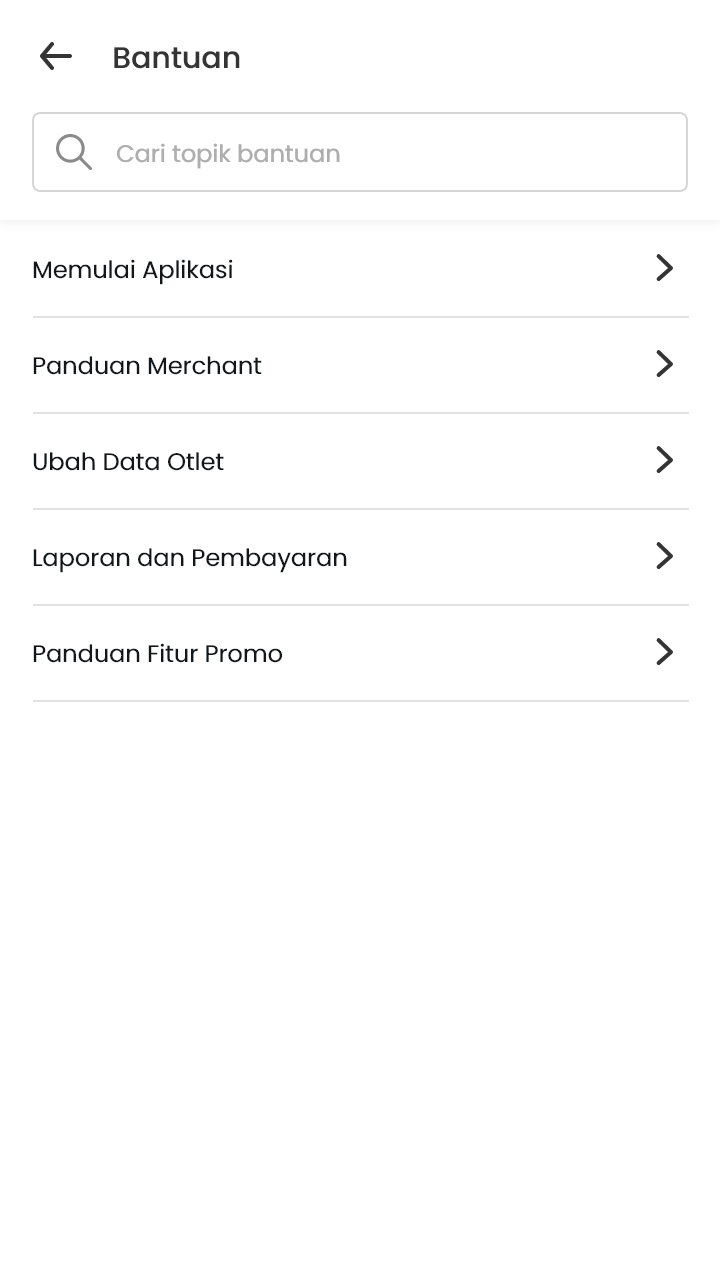 Bantuan
Cari topik bantuan
Memulai Aplikasi
Panduan Merchant
Ubah Data Otlet
Laporan dan Pembayaran
Panduan Fitur Promo